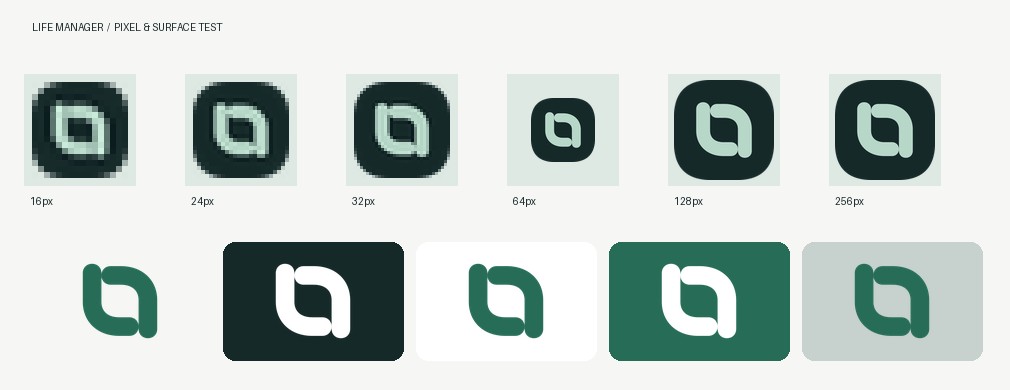 LIFE MANAGER / PIXEL & SURFACE TEST
16px
24px
32px
64px
128px
256px